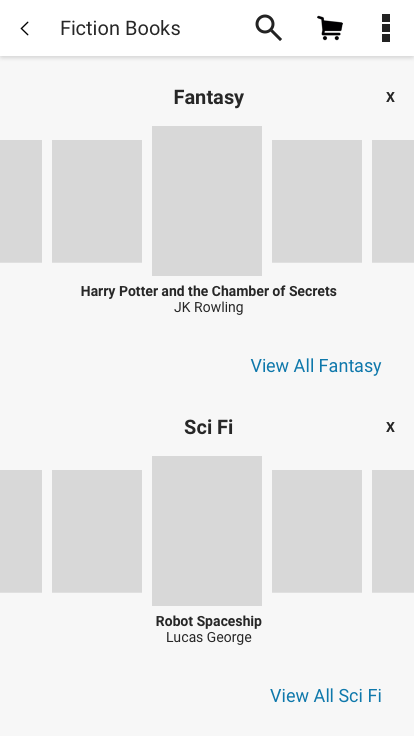 Fiction Books
Fantasy
X
Harry Potter and the Chamber of Secrets
JK Rowling
View All Fantasy
Sci Fi
X
Robot Spaceship
Lucas George
View All Sci Fi